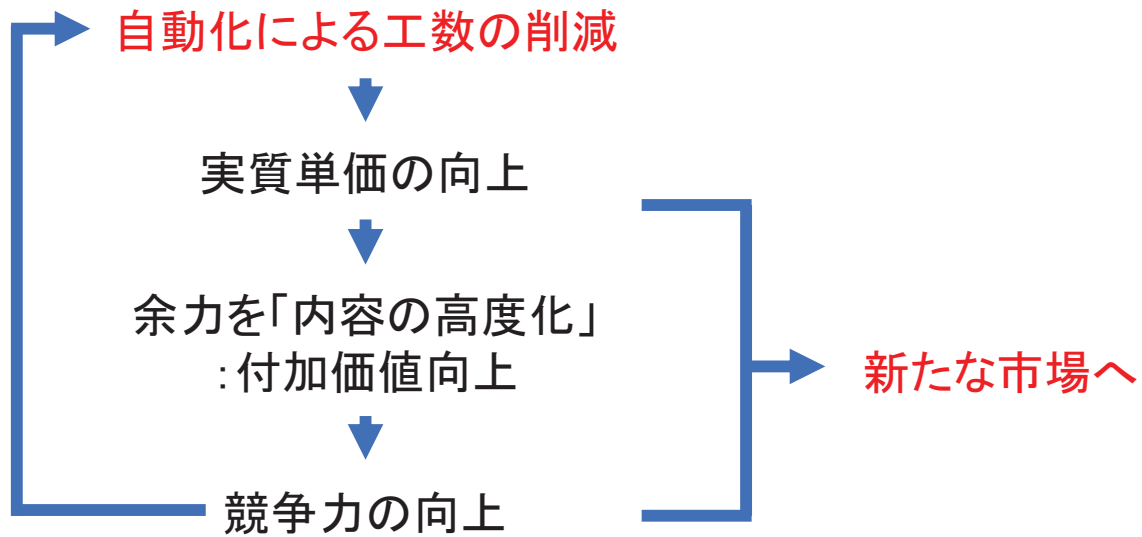 自動化による工数の削減
実質単価の向上
余力を「内容の高度化」
:付加価値向上
新たな市場へ
競争力の向上